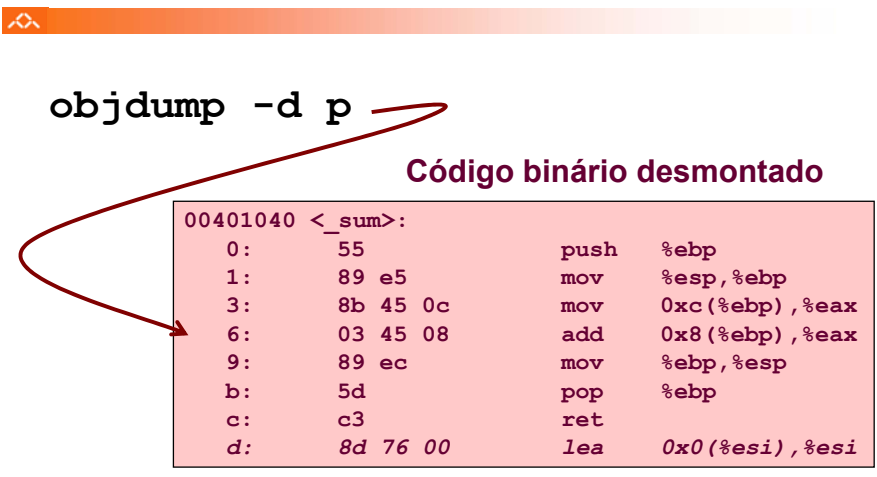 objdump -d p
Código binário desmontado
00401040 <_sum>:
0: 55 push %ebp
1: 89 e5 mov %esp,%ebp
3: 8b 45 0c mov 0xc(%ebp),%eax
6: 03 45 08 add 0x8(%ebp),%eax
9: 89 ec mov %ebp,%esp
b: 5d pop %ebp
c: c3 ret
d: 8d 76 00 lea 0x0(%esi),%esi